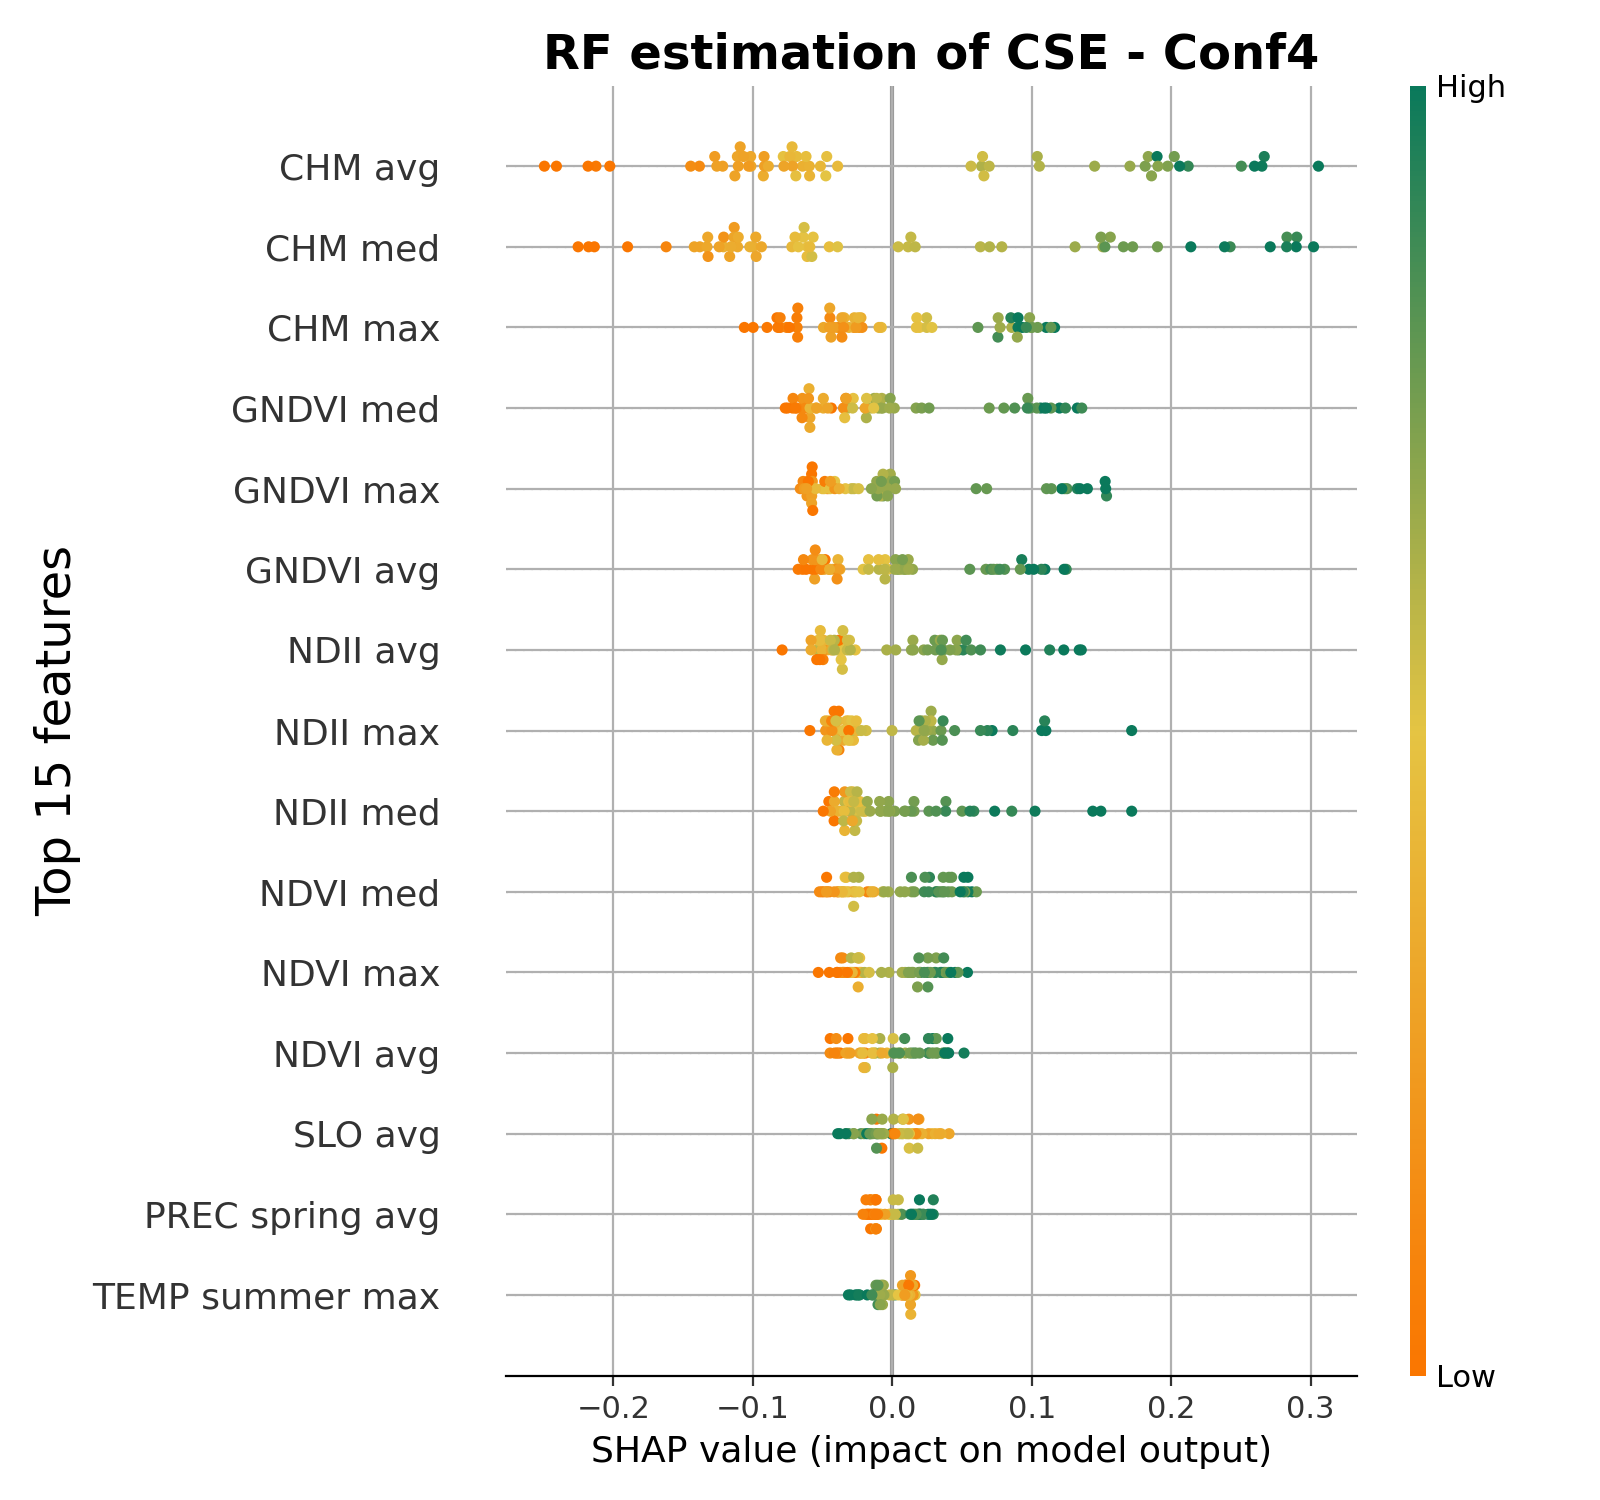 RF estimation of CSE - Conf4
High
CHM avg
CHM med
CHM max
GNDVI med
GNDVI max
GNDVI avg
NDII avg
NDII max
NDII med
NDVI med
NDVI max
NDVI avg
SLO avg
PREC spring avg
TEMP summer max
Top 15 features
Low
−0.2 −0.1 0.0 0.1 0.2 0.3
SHAP value (impact on model output)